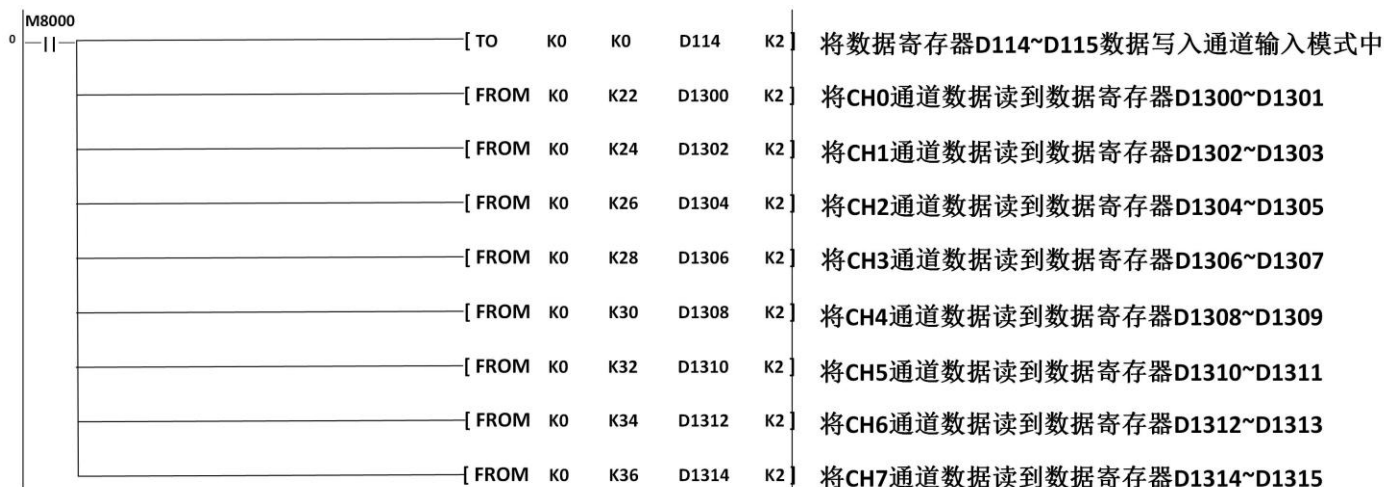 M8000
0 [ TO K0 K0 D114 K2 ] 将数据寄存器D114~D115数据写入通道输入模式中
[ FROM K0 K22 D1300 K2 ] 将CH0通道数据读到数据寄存器D1300~D1301
[ FROM K0 K24 D1302 K2 ] 将CH1通道数据读到数据寄存器D1302~D1303
[ FROM K0 K26 D1304 K2 ] 将CH2通道数据读到数据寄存器D1304~D1305
[ FROM K0 K28 D1306 K2 ] 将CH3通道数据读到数据寄存器D1306~D1307
[ FROM K0 K30 D1308 K2 ] 将CH4通道数据读到数据寄存器D1308~D1309
[ FROM K0 K32 D1310 K2 ] 将CH5通道数据读到数据寄存器D1310~D1311
[ FROM K0 K34 D1312 K2 ] 将CH6通道数据读到数据寄存器D1312~D1313
[ FROM K0 K36 D1314 K2 ] 将CH7通道数据读到数据寄存器D1314~D1315